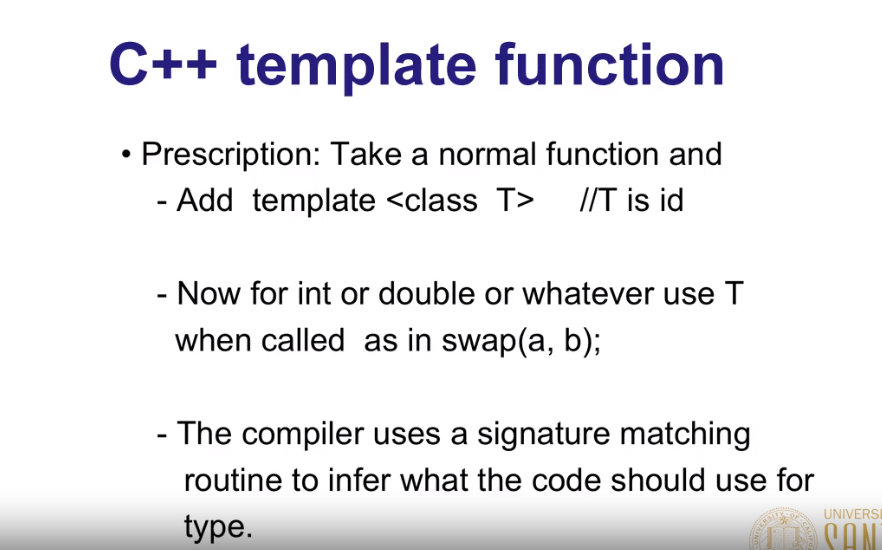 C++ template function
• Prescription: Take a normal function and
- Add template <class T> //T is id
- Now for int or double or whatever use T
when called as in swap(a, b);
- The compiler uses a signature matching
routine to infer what the code should use for
type.